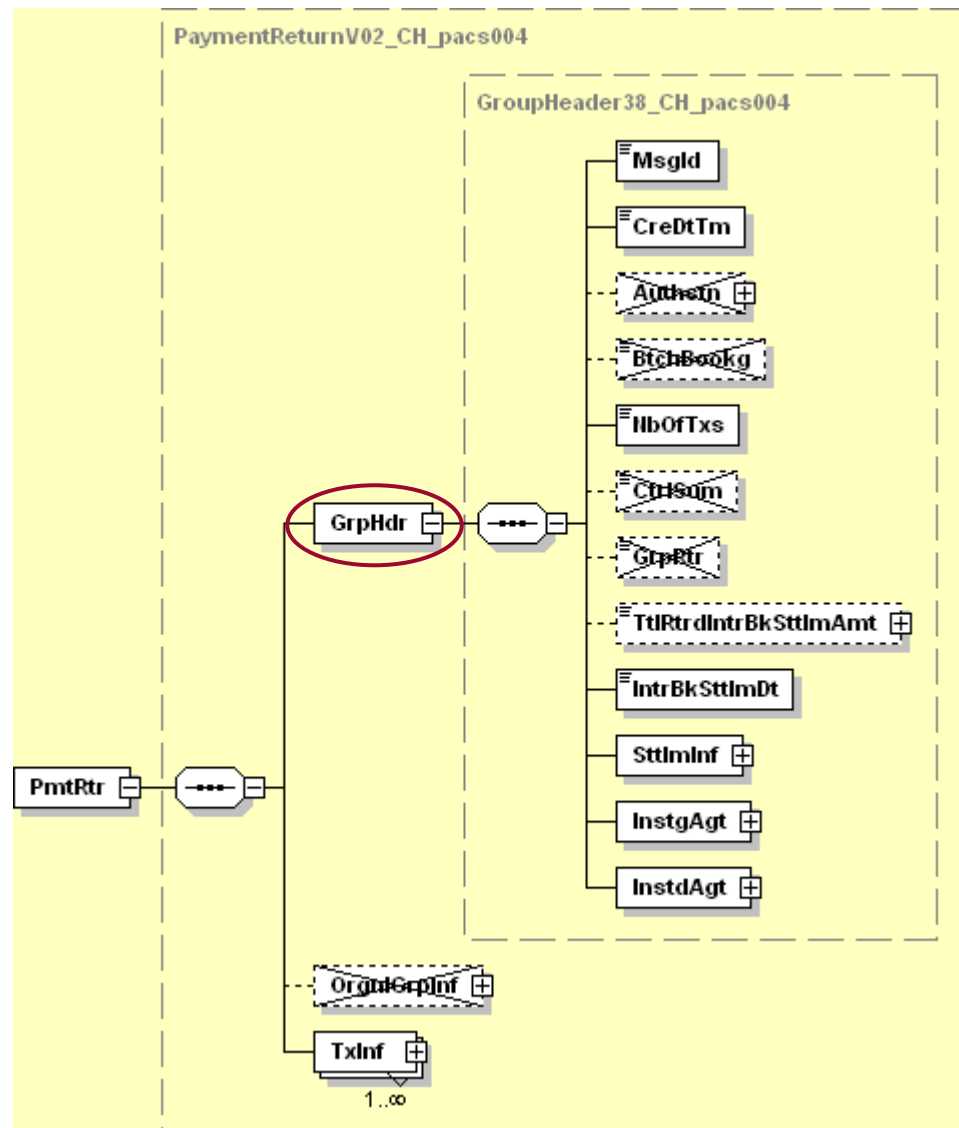 PaymentReturnV02_CH_pacs004
GroupHeader38_CH_pacs004
MsgId
CreDtTm
Authstn
BtchBookg
NbOfTxs
CtrlSum
GrpHdr
GrpRtr
TtlRtrdIntrBkSttlmAmt
IntrBkSttlmDt
SttlmInf
PmtRtr
InstgAgt
InstdAgt
OrgnlGrpInf
TxInf
1..∞